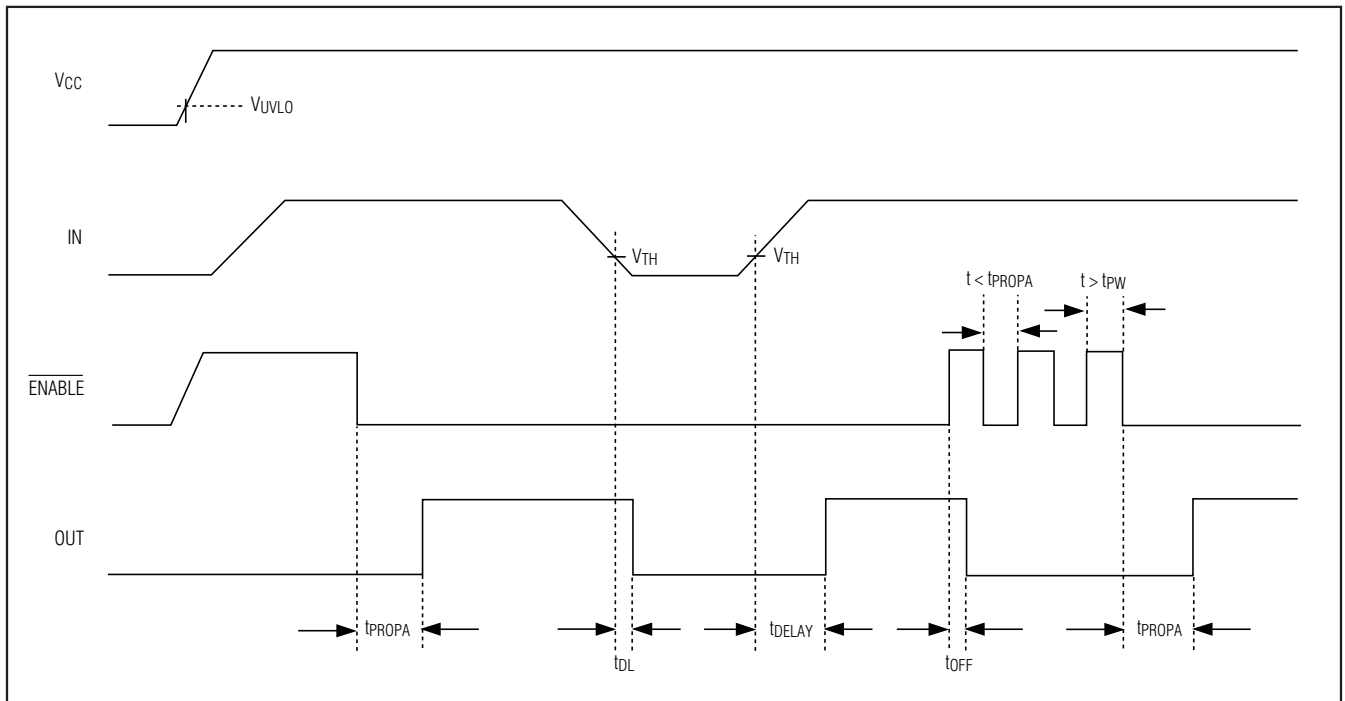 VCC
VUVLO
IN
VTH
VTH
t < tPROPA
t > tPW
ENABLE
OUT
tPROPA
tDL
tDELAY
tOFF
tPROPA